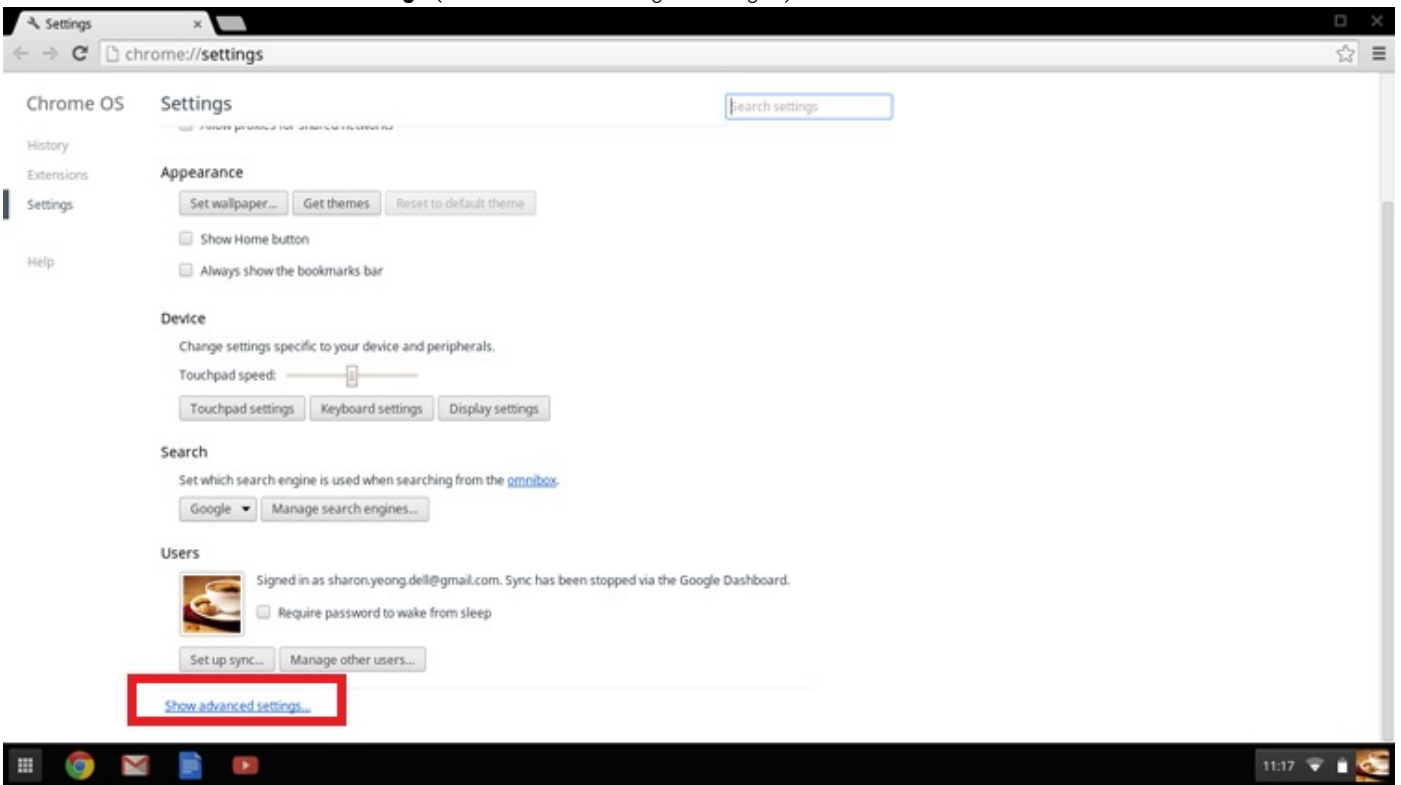 Settings
chrome://settings
Chrome OS
Settings
Search settings
Allow proxies for shared networks
History
Extensions
Settings
Help
Appearance
Set wallpaper... Get themes Reset to default theme
Show Home button
Always show the bookmarks bar
Device
Change settings specific to your device and peripherals.
Touchpad speed:
Touchpad settings Keyboard settings Display settings
Search
Set which search engine is used when searching from the omnibox.
Google Manage search engines...
Users
Signed in as sharon.yeong.dell@gmail.com. Sync has been stopped via the Google Dashboard.
Require password to wake from sleep
Set up sync... Manage other users...
Show advanced settings...
11:17